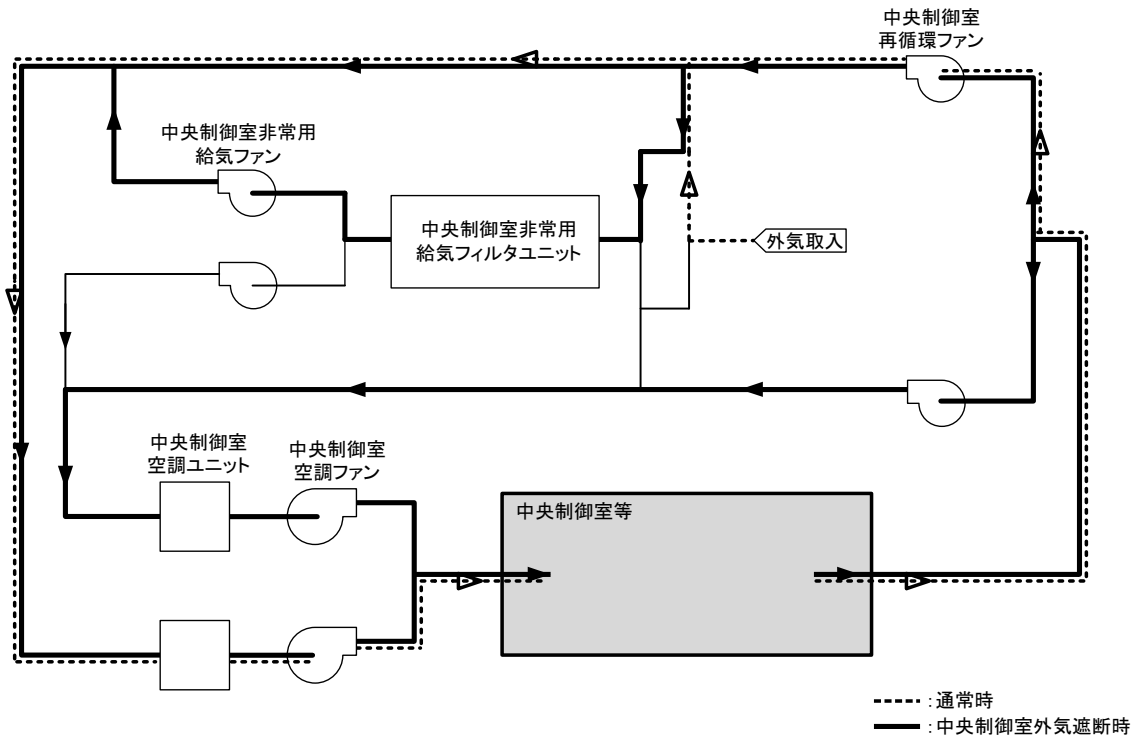 中央制御室
再循環ファン
中央制御室非常用
給気ファン
中央制御室非常用
給気フィルタユニット
外気取入
中央制御室
空調ユニット
中央制御室
空調ファン
中央制御室等
：通常時
：中央制御室外気遮断時